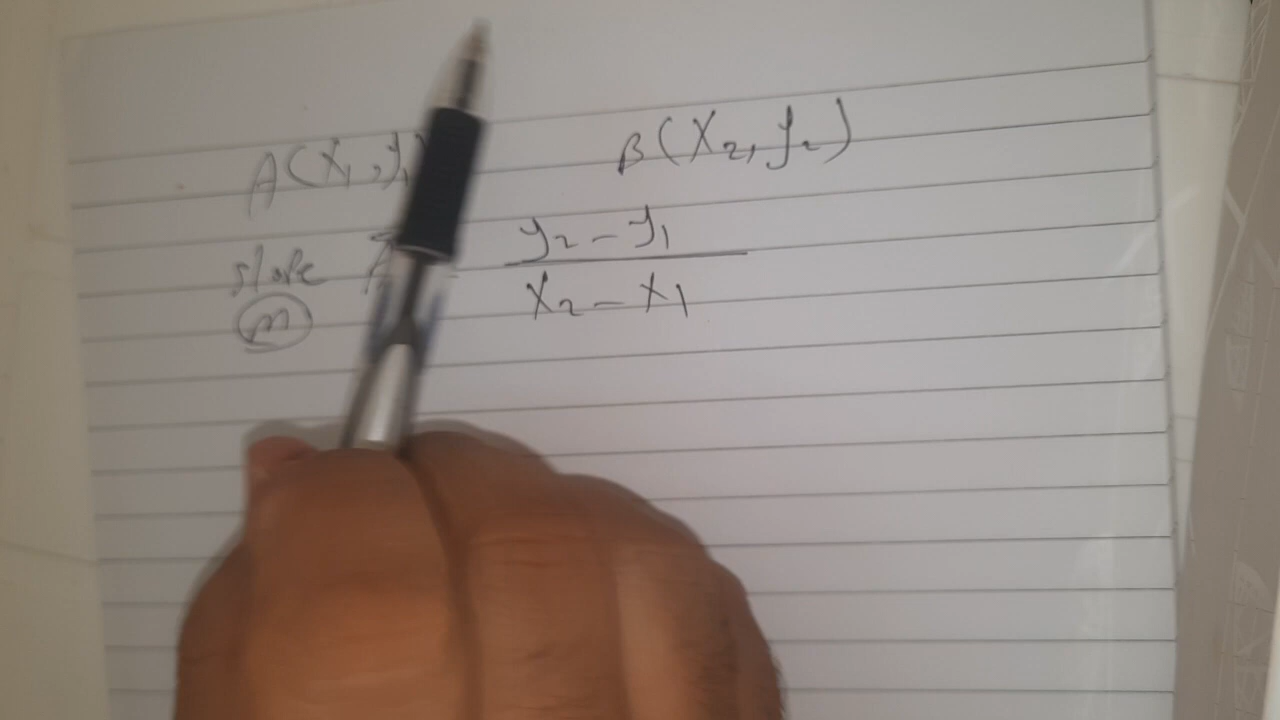 A(x₁,y₁) B(x₂,y₂)
slope = y₂-y₁
x₂-x₁
m